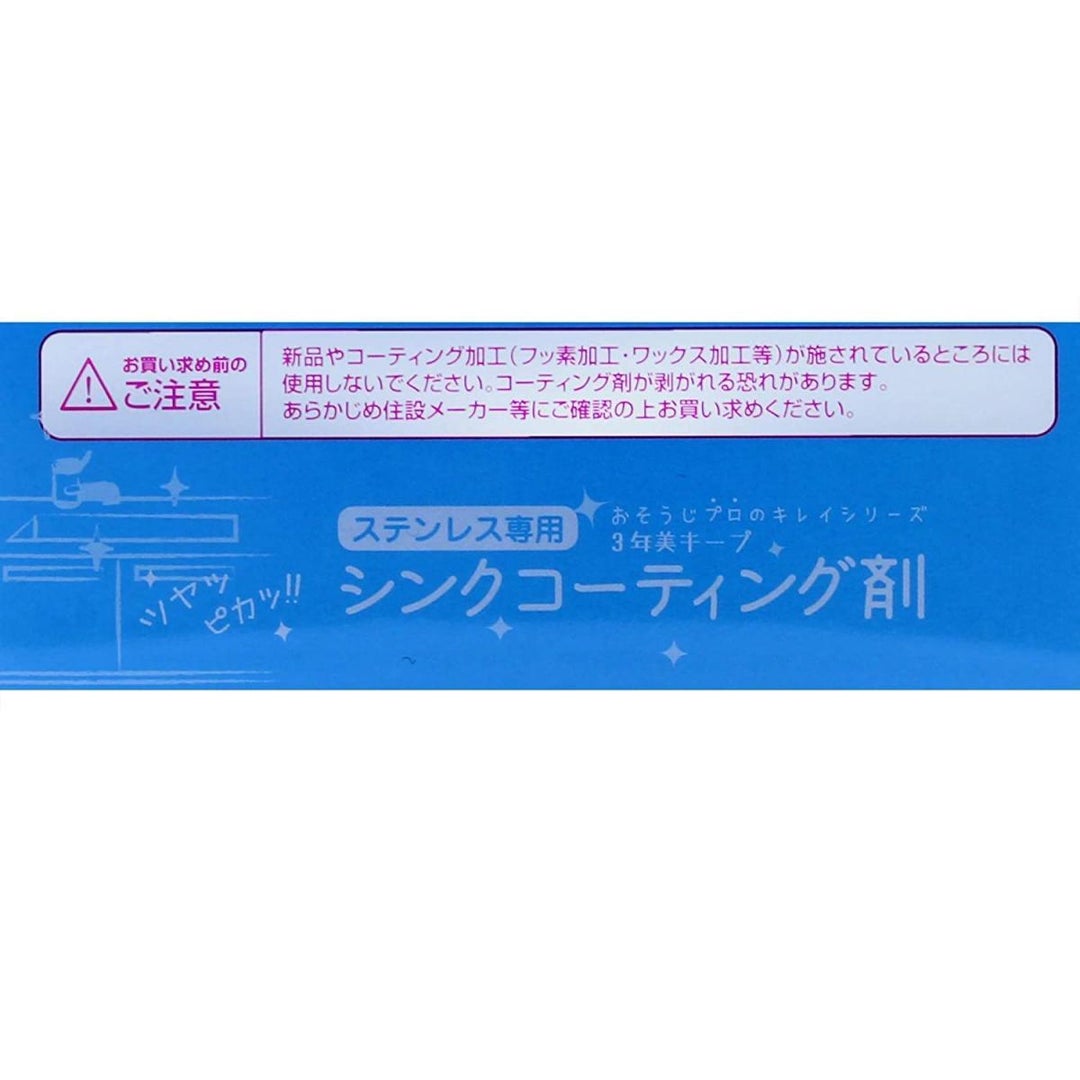 お買い求め前の
ご注意
新品やコーティング加工(フッ素加工・ワックス加工等)が施されているところには
使用しないでください。コーティング剤が剥がれる恐れがあります。
あらかじめ住設メーカー等にご確認の上お買い求めください。
ステンレス専用
おそうじプロのキレイシリーズ
3年美キープ
シンクコーティング剤
ツヤッ
ピカッ!!